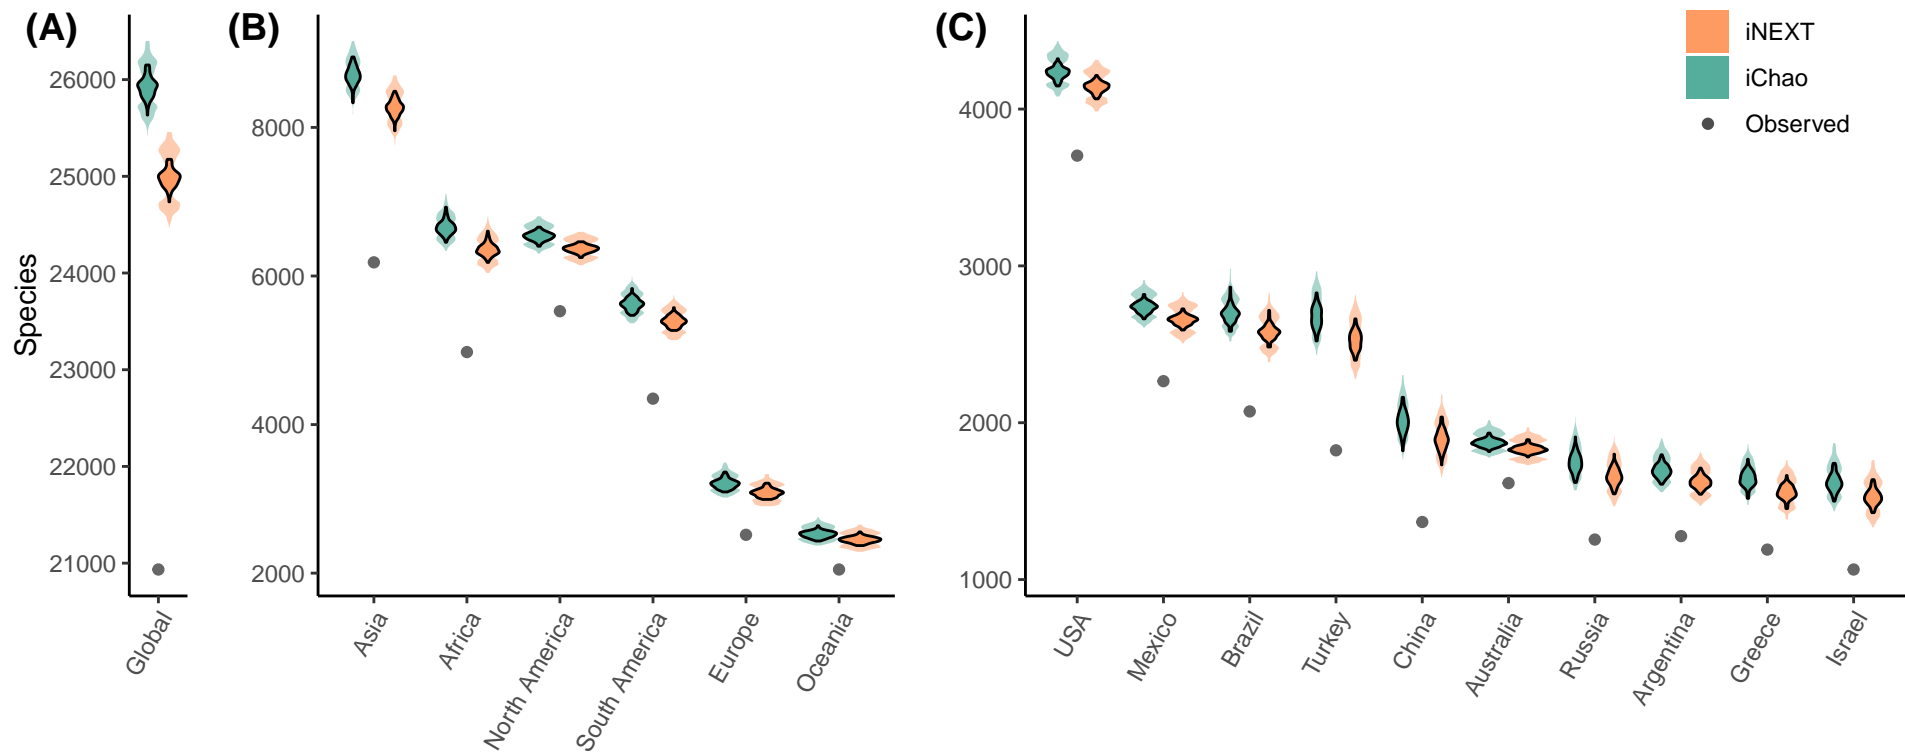 (A)
Species
26000
25000
24000
23000
22000
21000
Global
(B)
8000
6000
4000
2000
Asia
Africa
North America
South America
Europe
Oceania
(C)
4000
3000
2000
1000
USA
Mexico
Brazil
Turkey
China
Australia
Russia
Argentina
Greece
Israel
iNEXT
iChao
Observed